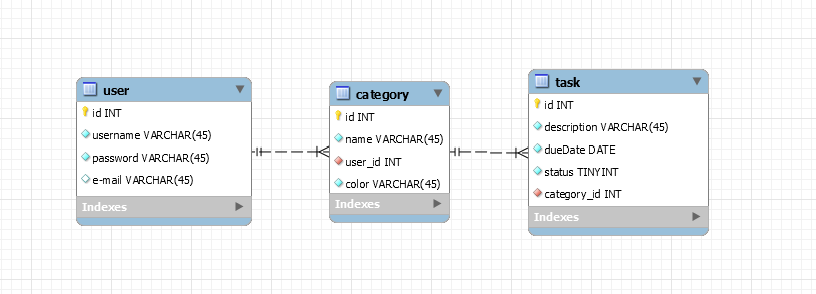 user
id INT
username VARCHAR(45)
password VARCHAR(45)
e-mail VARCHAR(45)
Indexes
category
id INT
name VARCHAR(45)
user_id INT
color VARCHAR(45)
Indexes
task
id INT
description VARCHAR(45)
dueDate DATE
status TINYINT
category_id INT
Indexes